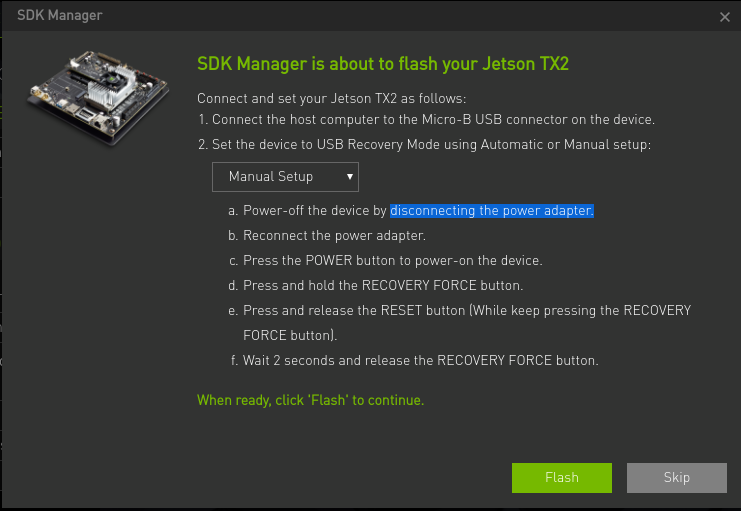 SDK Manager
SDK Manager is about to flash your Jetson TX2
Connect and set your Jetson TX2 as follows:
1. Connect the host computer to the Micro-B USB connector on the device.
2. Set the device to USB Recovery Mode using Automatic or Manual setup:
Manual Setup
a. Power-off the device by disconnecting the power adapter.
b. Reconnect the power adapter.
c. Press the POWER button to power-on the device.
d. Press and hold the RECOVERY FORCE button.
e. Press and release the RESET button (While keep pressing the RECOVERY
FORCE button).
f. Wait 2 seconds and release the RECOVERY FORCE button.
When ready, click 'Flash' to continue.
Flash
Skip